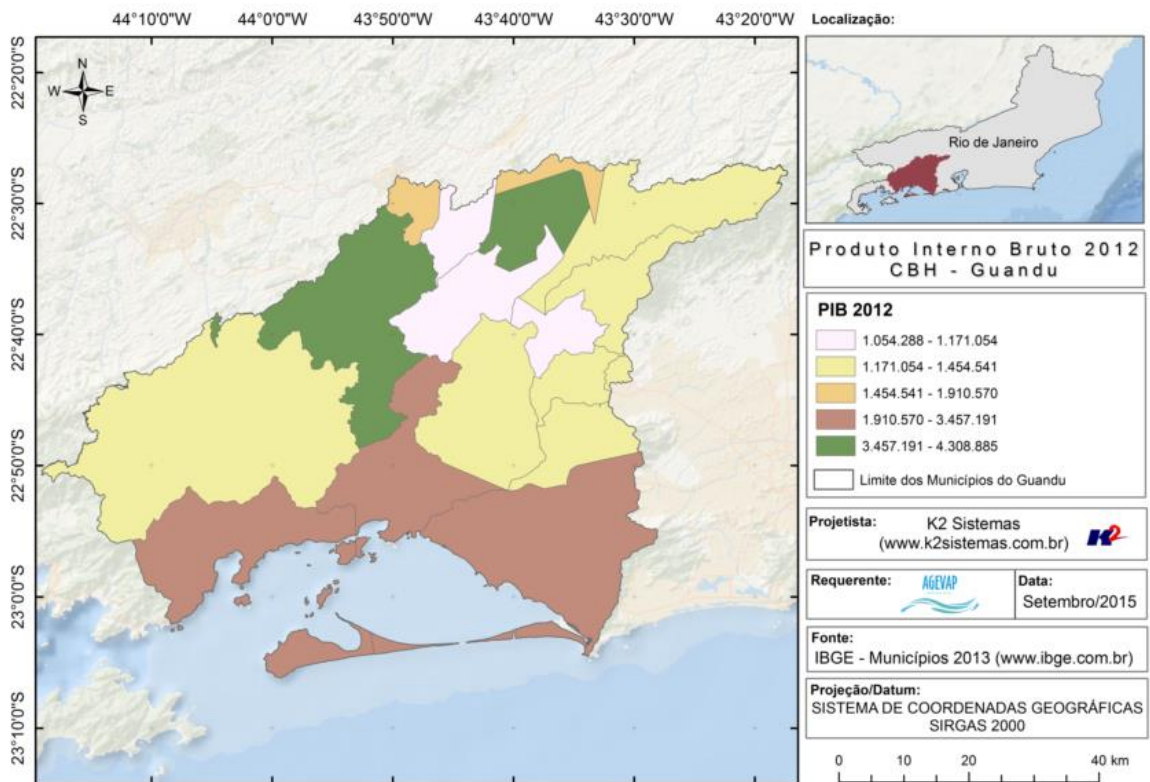 44°10'0"W 44°0'0"W 43°50'0"W 43°40'0"W 43°30'0"W 43°20'0"W
22°20'0"S
22°30'0"S
22°40'0"S
22°50'0"S
23°0'0"S
23°10'0"S
N
W E
S
Localização:
Rio de Janeiro
Produto Interno Bruto 2012
CBH - Guandu
PIB 2012
1.054.288 - 1.171.054
1.171.054 - 1.454.541
1.454.541 - 1.910.570
1.910.570 - 3.457.191
3.457.191 - 4.308.885
Limite dos Municípios do Guandu
Projetista:
K2 Sistemas
(www.k2sistemas.com.br)
K2
Requerente:
AGEVAP
Data:
Setembro/2015
Fonte:
IBGE - Municípios 2013 (www.ibge.com.br)
Projeção/Datum:
SISTEMA DE COORDENADAS GEOGRÁFICAS
SIRGAS 2000
0 10 20 40 km